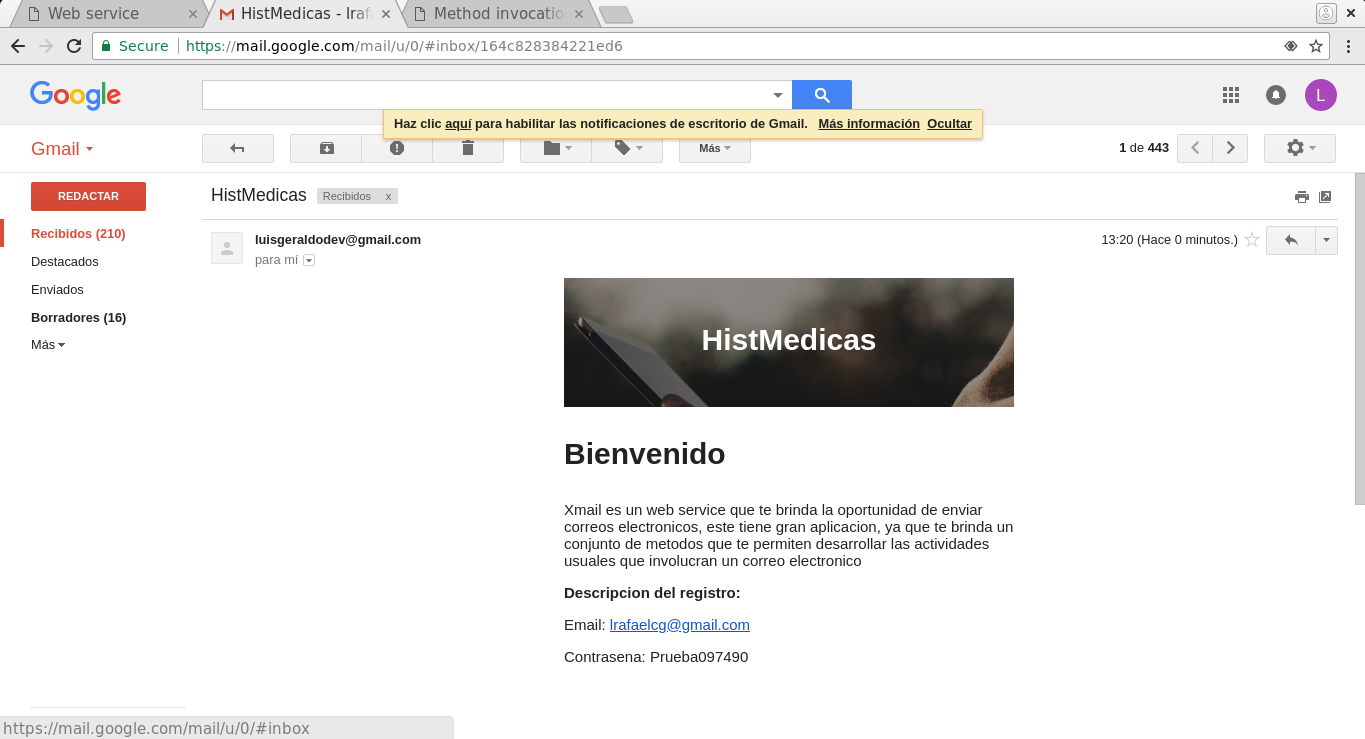 Web service
HistMedicas - lrafa
Method invocatio
Secure https://mail.google.com/mail/u/0/#inbox/164c828384221ed6
Google
L
Haz clic aquí para habilitar las notificaciones de escritorio de Gmail. Más información Ocultar
Gmail
Más
1 de 443
REDACTAR
HistMedicas
Recibidos x
Recibidos (210)
luisgeraldodev@gmail.com
13:20 (Hace 0 minutos.)
para mí
Destacados
Enviados
Borradores (16)
Más
HistMedicas
Bienvenido
Xmail es un web service que te brinda la oportunidad de enviar
correos electronicos, este tiene gran aplicacion, ya que te brinda un
conjunto de metodos que te permiten desarrollar las actividades
usuales que involucran un correo electronico
Descripcion del registro:
Email: lrafaelcg@gmail.com
Contrasena: Prueba097490
https://mail.google.com/mail/u/0/#inbox